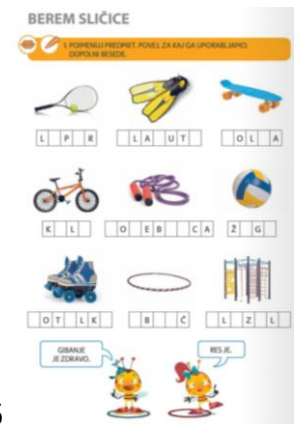 BEREM SLIČICE
1. POIMENUJ PREDMET. POVEJ, ZA KAJ GA UPORABLJAMO.
DOPOLNI BESEDE.
L P R
L A U T
O L A
K L
O E B C A
Ž G
O T L K
B Č
L Z L
GIBANJE
JE ZDRAVO.
RES JE.